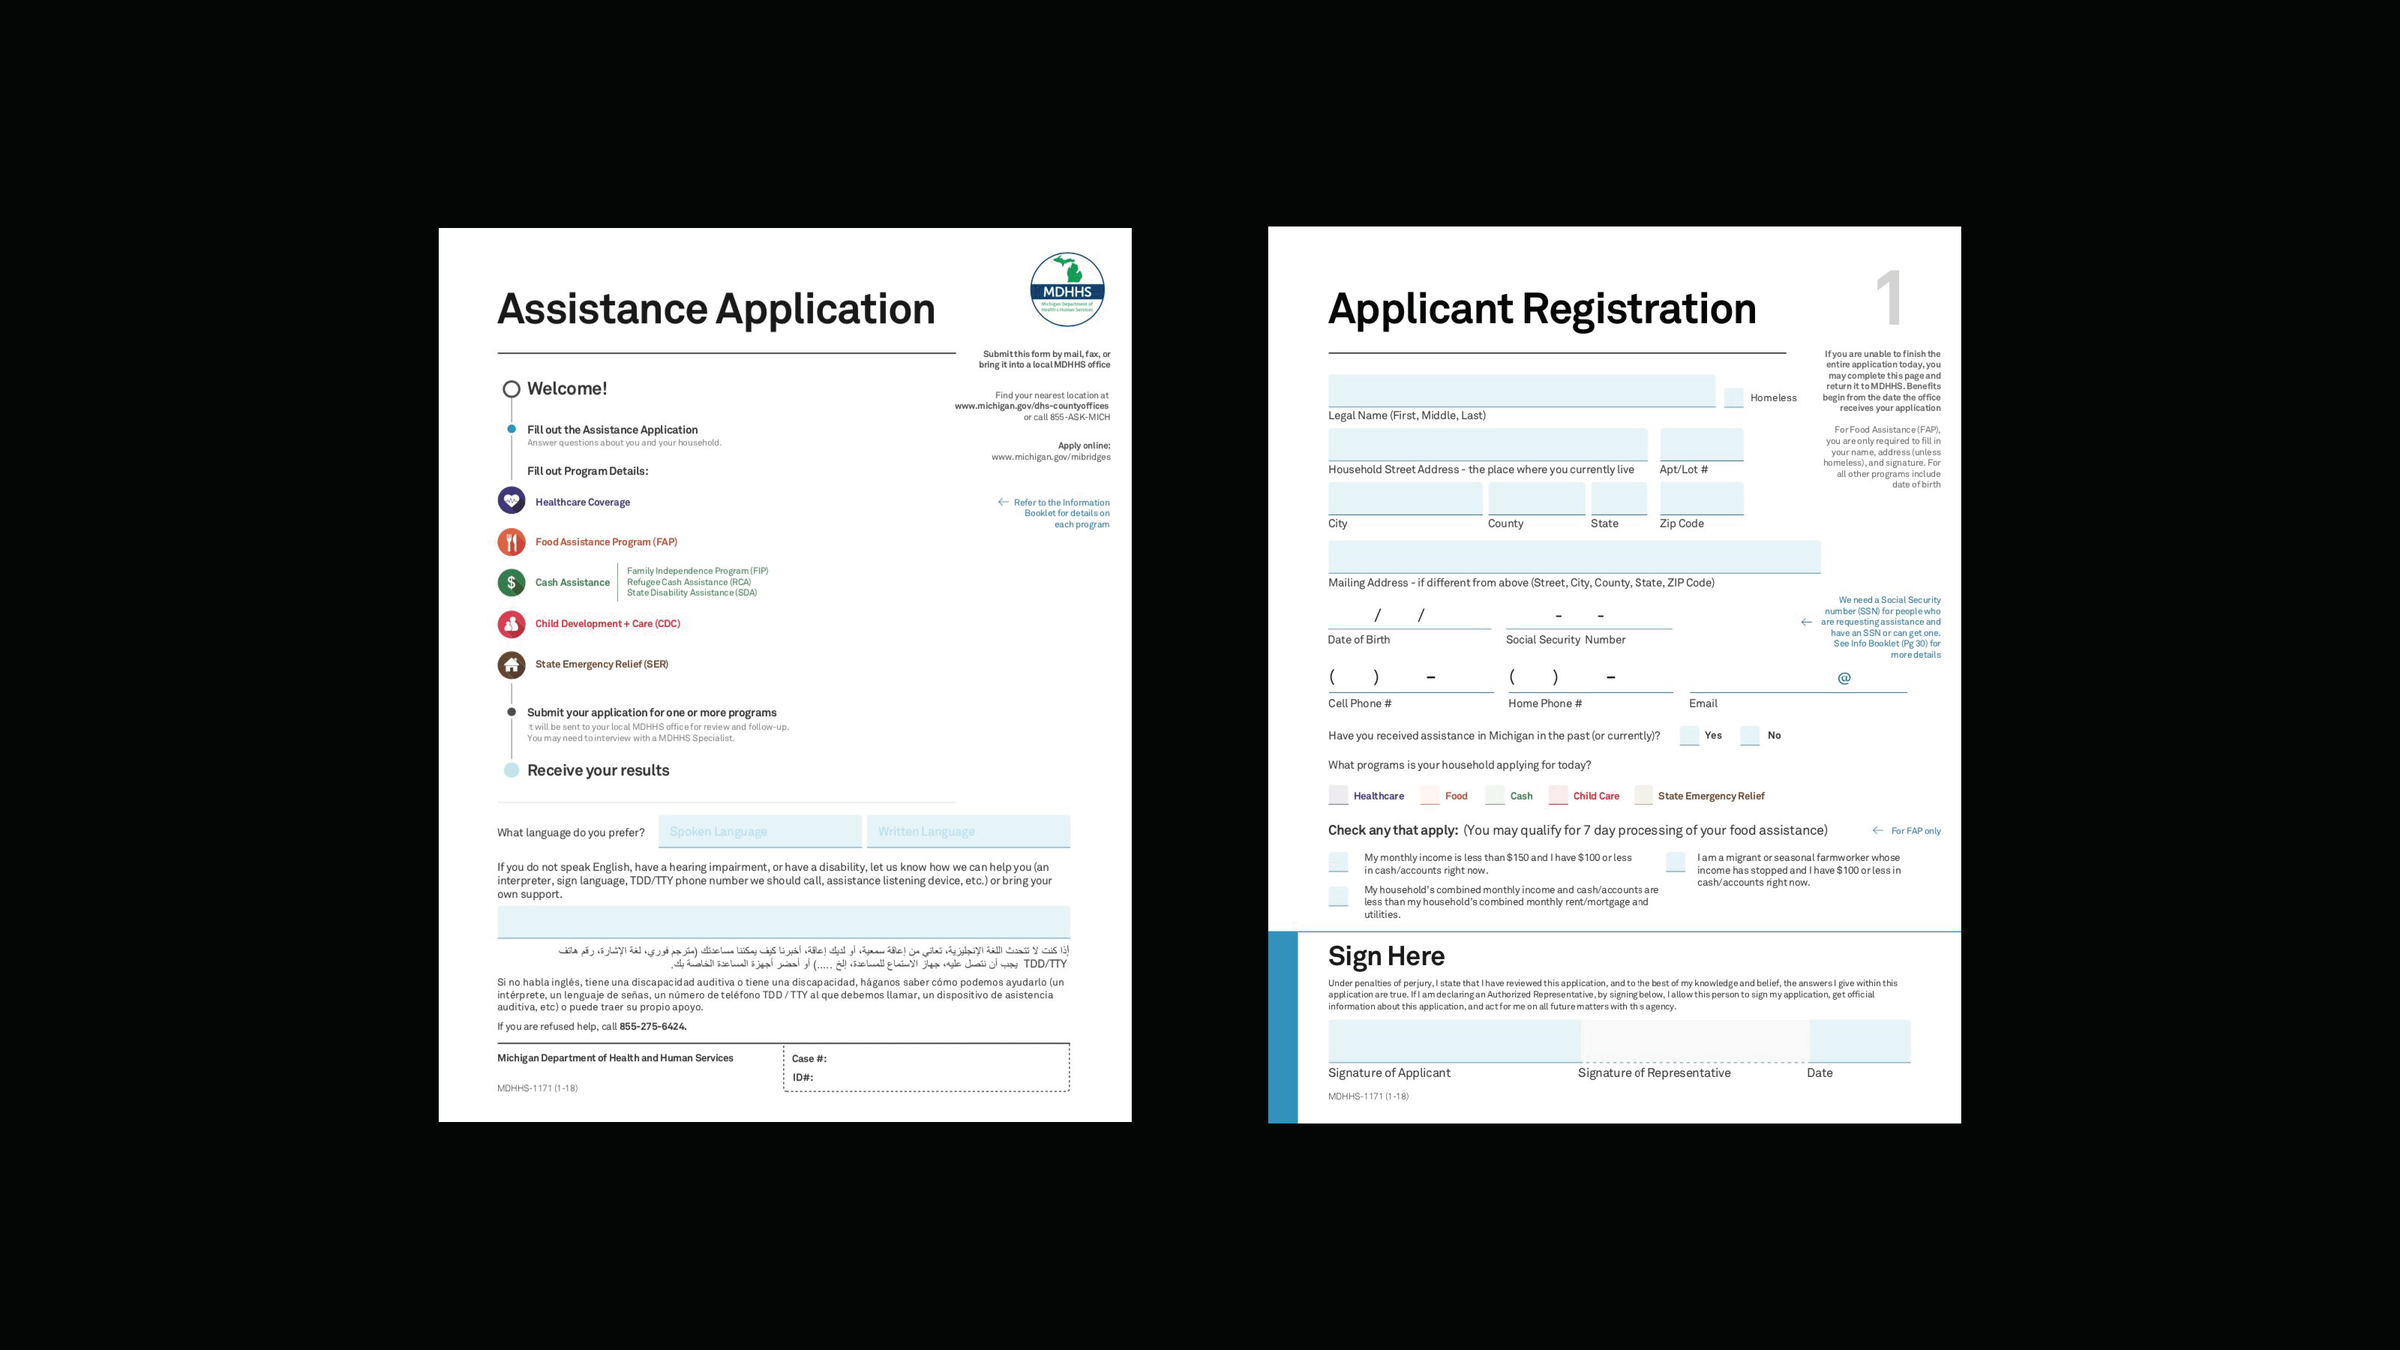 Assistance Application
MDHHS
Michigan Department of
Health & Human Services
Submit this form by mail, fax, or
bring it into a local MDHHS office
Find your nearest location at
www.michigan.gov/dhs-countyoffices
or call 855-ASK-MICH
Apply online:
www.michigan.gov/mibridges
← Refer to the Information
Booklet for details on
each program
Welcome!
Fill out the Assistance Application
Answer questions about you and your household.
Fill out Program Details:
Healthcare Coverage
Food Assistance Program (FAP)
$
Cash Assistance
Family Independence Program (FIP)
Refugee Cash Assistance (RCA)
State Disability Assistance (SDA)
Child Development + Care (CDC)
State Emergency Relief (SER)
Submit your application for one or more programs
t will be sent to your local MDHHS office for review and follow-up.
You may need to interview with a MDHHS Specialist.
Receive your results
What language do you prefer? Spoken Language Written Language
If you do not speak English, have a hearing impairment, or have a disability, let us know how we can help you (an
interpreter, sign language, TDD/TTY phone number we should call, assistance listening device, etc.) or bring your
own support.
إذا كنت لا تتحدث اللغة الإنجليزية، تعاني من إعاقة سمعية، أو لديك إعاقة، أخبرنا كيف يمكننا مساعدتك (مترجم فوري، لغة الإشارة، رقم هاتف
TDD/TTY يجب أن نتصل عليه، جهاز الاستماع للمساعدة، إلخ .....) أو أحضر أجهزة المساعدة الخاصة بك.
Si no habla inglés, tiene una discapacidad auditiva o tiene una discapacidad, háganos saber cómo podemos ayudarlo (un
intérprete, un lenguaje de señas, un número de teléfono TDD / TTY al que debemos llamar, un dispositivo de asistencia
auditiva, etc) o puede traer su propio apoyo.
If you are refused help, call 855-275-6424.
Michigan Department of Health and Human Services
MDHHS-1171 (1-18)
Case #:
ID#:
Applicant Registration
1
If you are unable to finish the
entire application today, you
may complete this page and
return it to MDHHS. Benefits
begin from the date the office
receives your application
For Food Assistance (FAP),
you are only required to fill in
your name, address (unless
homeless), and signature. For
all other programs include
date of birth
Homeless
Legal Name (First, Middle, Last)
Household Street Address - the place where you currently live Apt/Lot #
City County State Zip Code
Mailing Address - if different from above (Street, City, County, State, ZIP Code)
/ / - -
Date of Birth Social Security Number
We need a Social Security
number (SSN) for people who
← are requesting assistance and
have an SSN or can get one.
See Info Booklet (Pg 30) for
more details
( ) – ( ) – @
Cell Phone # Home Phone # Email
Have you received assistance in Michigan in the past (or currently)? Yes No
What programs is your household applying for today?
Healthcare Food Cash Child Care State Emergency Relief
Check any that apply: (You may qualify for 7 day processing of your food assistance) ← For FAP only
My monthly income is less than $150 and I have $100 or less
in cash/accounts right now.
My household's combined monthly income and cash/accounts are
less than my household's combined monthly rent/mortgage and
utilities.
I am a migrant or seasonal farmworker whose
income has stopped and I have $100 or less in
cash/accounts right now.
Sign Here
Under penalties of perjury, I state that I have reviewed this application, and to the best of my knowledge and belief, the answers I give within this
application are true. If I am declaring an Authorized Representative, by signing below, I allow this person to sign my application, get official
information about this application, and act for me on all future matters with this agency.
Signature of Applicant Signature of Representative Date
MDHHS-1171 (1-18)